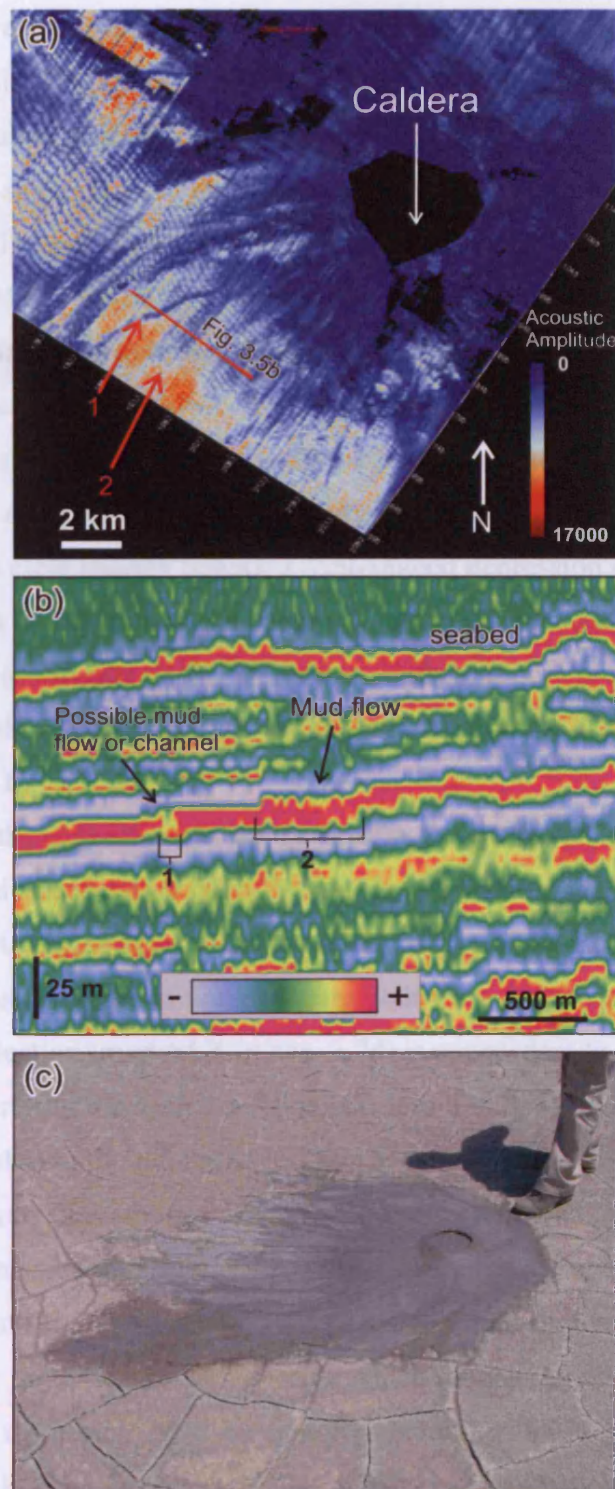 (a)
Caldera
Fig. 3.5b
Acoustic
Amplitude
0
1
2
2 km
N
17000
(b)
seabed
Possible mud
flow or channel
Mud flow
1
2
25 m
- +
500 m
(c)